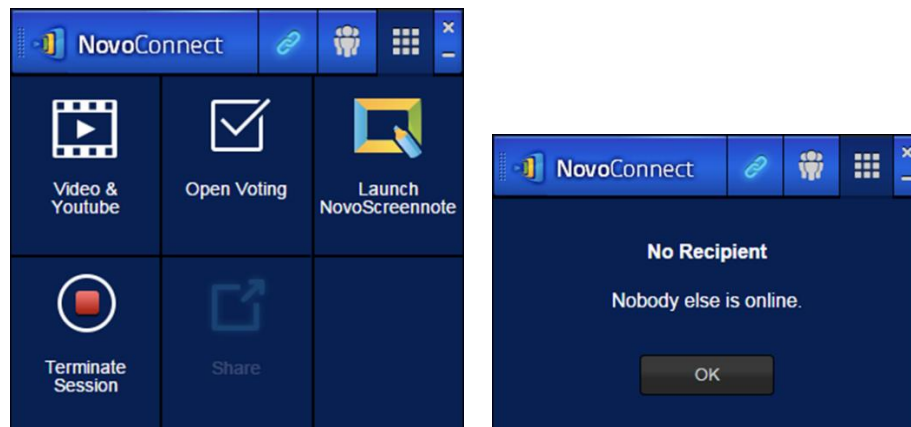 NovoConnect
Video &
Youtube
Open Voting
Launch
NovoScreennote
Terminate
Session
Share
NovoConnect
No Recipient
Nobody else is online.
OK